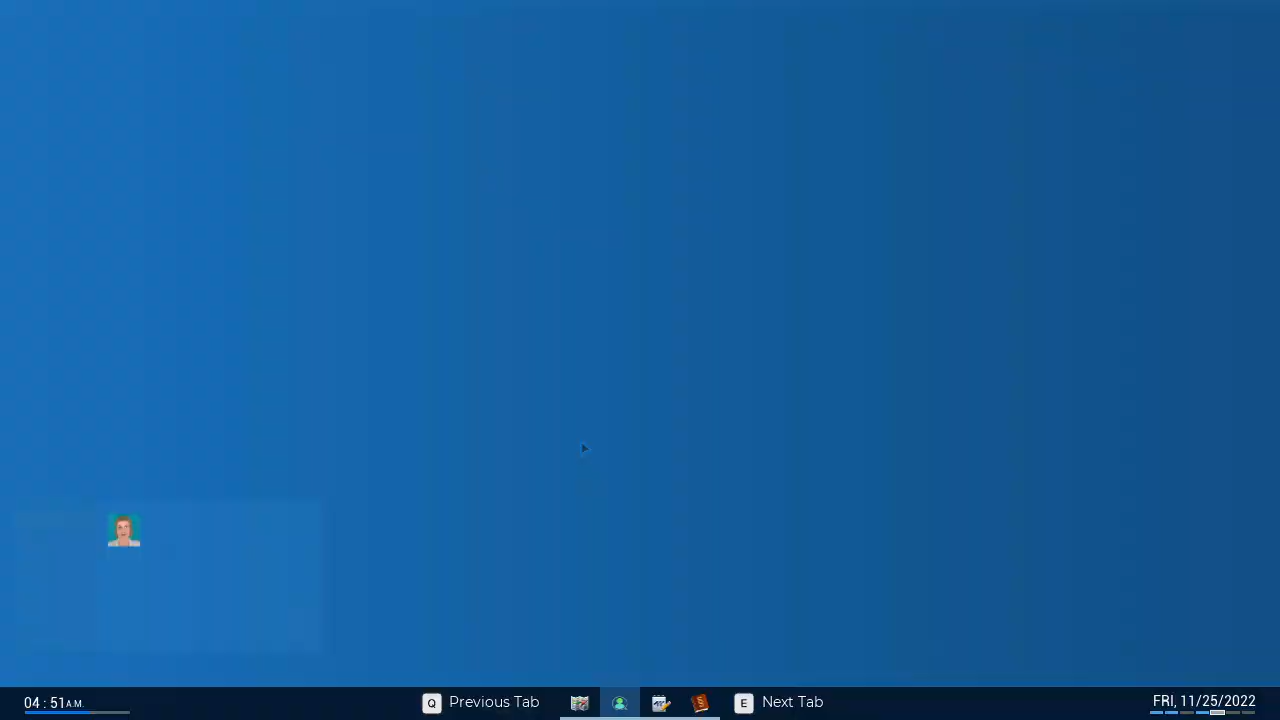 04 : 51 A.M.
Q Previous Tab
E Next Tab
FRI, 11/25/2022